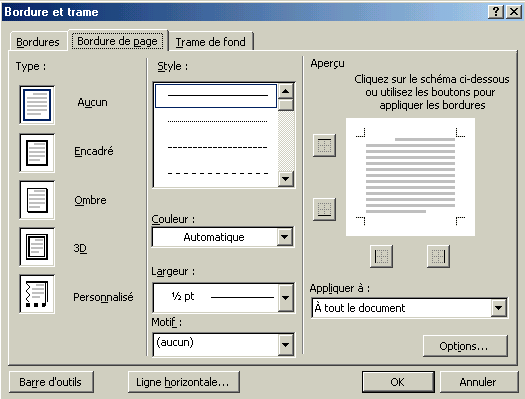 Bordure et trame
Bordures
Bordure de page
Trame de fond
Type :
Aucun
Encadré
Ombre
3D
Personnalisé
Style :
Couleur :
Automatique
Largeur :
½ pt
Motif :
(aucun)
Aperçu
Cliquez sur le schéma ci-dessous
ou utilisez les boutons pour
appliquer les bordures
Appliquer à :
À tout le document
Options...
Barre d'outils
Ligne horizontale...
OK
Annuler